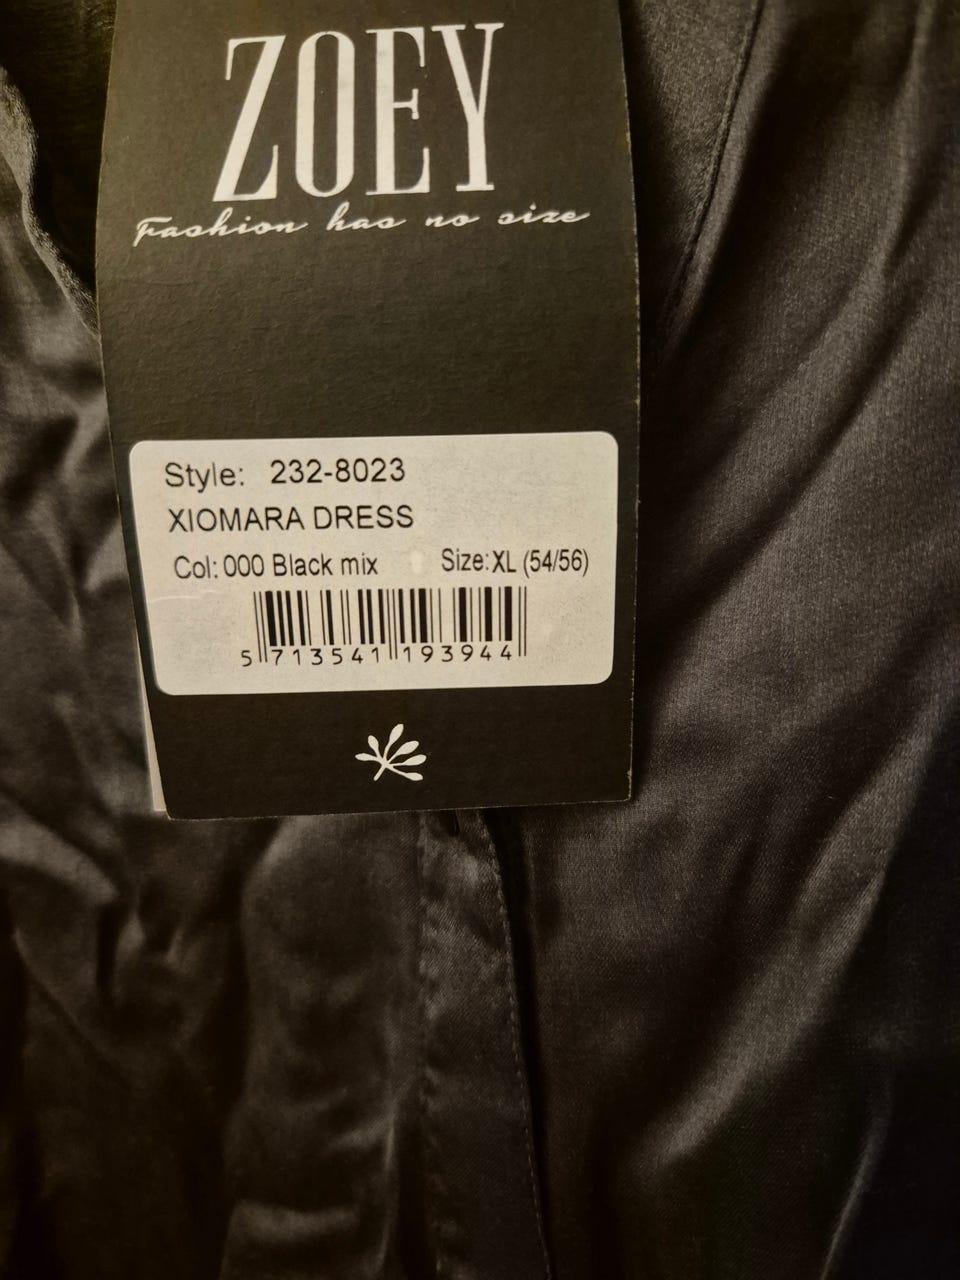 ZOEY
Fashion has no size
Style: 232-8023
XIOMARA DRESS
Col: 000 Black mix Size: XL (54/56)
5 713541 193944